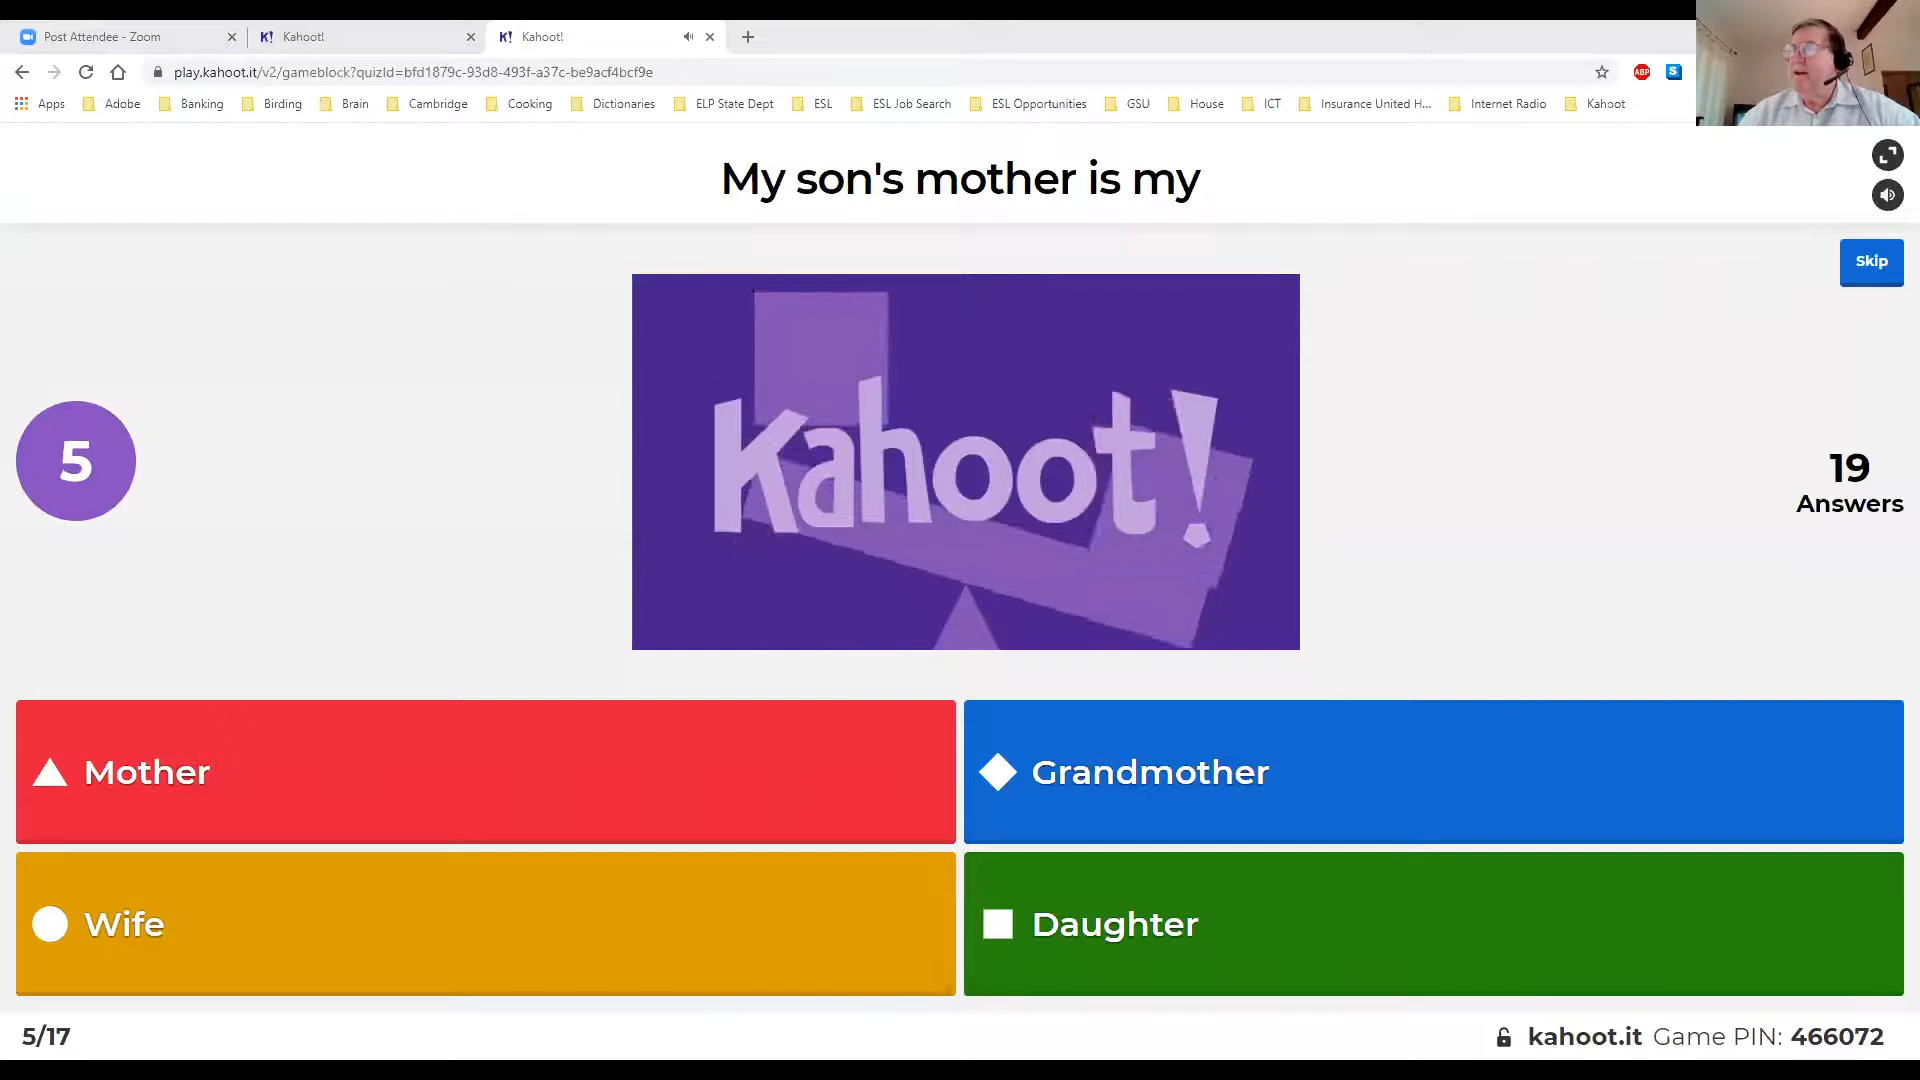 Post Attendee - Zoom
K! Kahoot!
K! Kahoot!
play.kahoot.it/v2/gameblock?quizId=bfd1879c-93d8-493f-a37c-be9acf4bcf9e
ABP
S
Apps Adobe Banking Birding Brain Cambridge Cooking Dictionaries ELP State Dept ESL ESL Job Search ESL Opportunities GSU House ICT Insurance United H... Internet Radio Kahoot
My son's mother is my
Skip
Kahoot!
5
19
Answers
Mother
Grandmother
Wife
Daughter
5/17
kahoot.it Game PIN: 466072